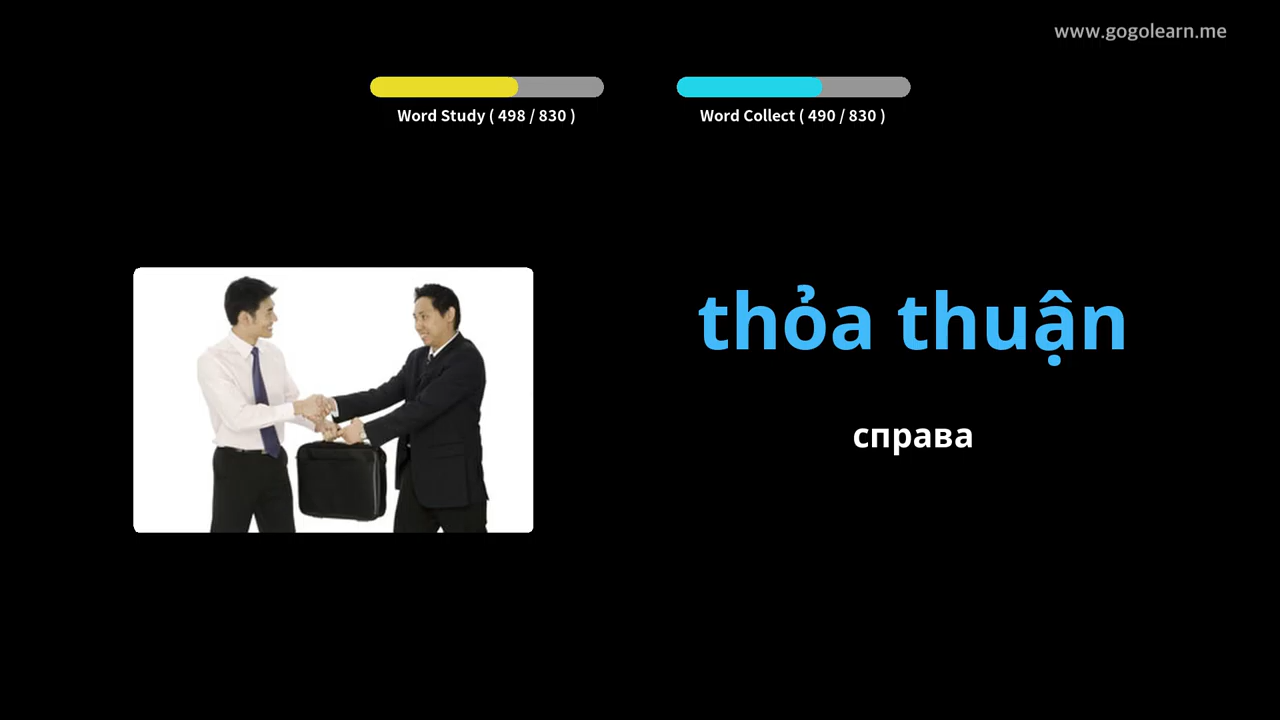 www.gogolearn.me
Word Study ( 498 / 830 )
Word Collect ( 490 / 830 )
thỏa thuận
справа